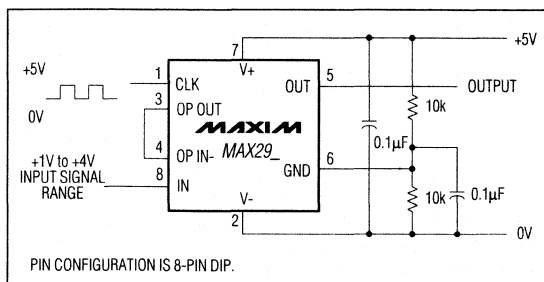 +5V
7
V+
+5V
0V
1
CLK
OUT
5
OUTPUT
3
OP OUT
10k
MAXIM
0.1µF
4
OP IN-
MAX29_
GND
6
+1V to +4V
INPUT SIGNAL
RANGE
8
IN
10k
0.1µF
V-
2
0V
PIN CONFIGURATION IS 8-PIN DIP.